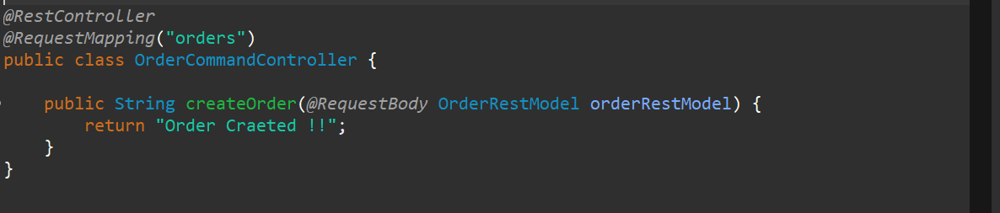 @RestController
@RequestMapping("orders")
public class OrderCommandController {
public String createOrder(@RequestBody OrderRestModel orderRestModel) {
return "Order Craeted !!";
}
}